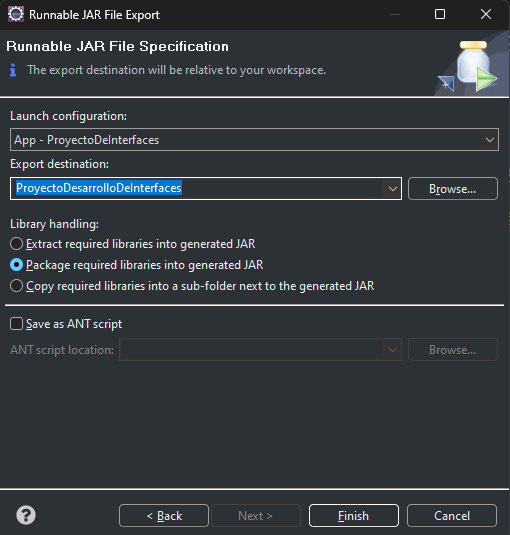 Runnable JAR File Export
Runnable JAR File Specification
The export destination will be relative to your workspace.
Launch configuration:
App - ProyectoDeInterfaces
Export destination:
ProyectoDesarrolloDeInterfaces
Browse...
Library handling:
Extract required libraries into generated JAR
Package required libraries into generated JAR
Copy required libraries into a sub-folder next to the generated JAR
Save as ANT script
ANT script location:
Browse...
< Back
Next >
Finish
Cancel